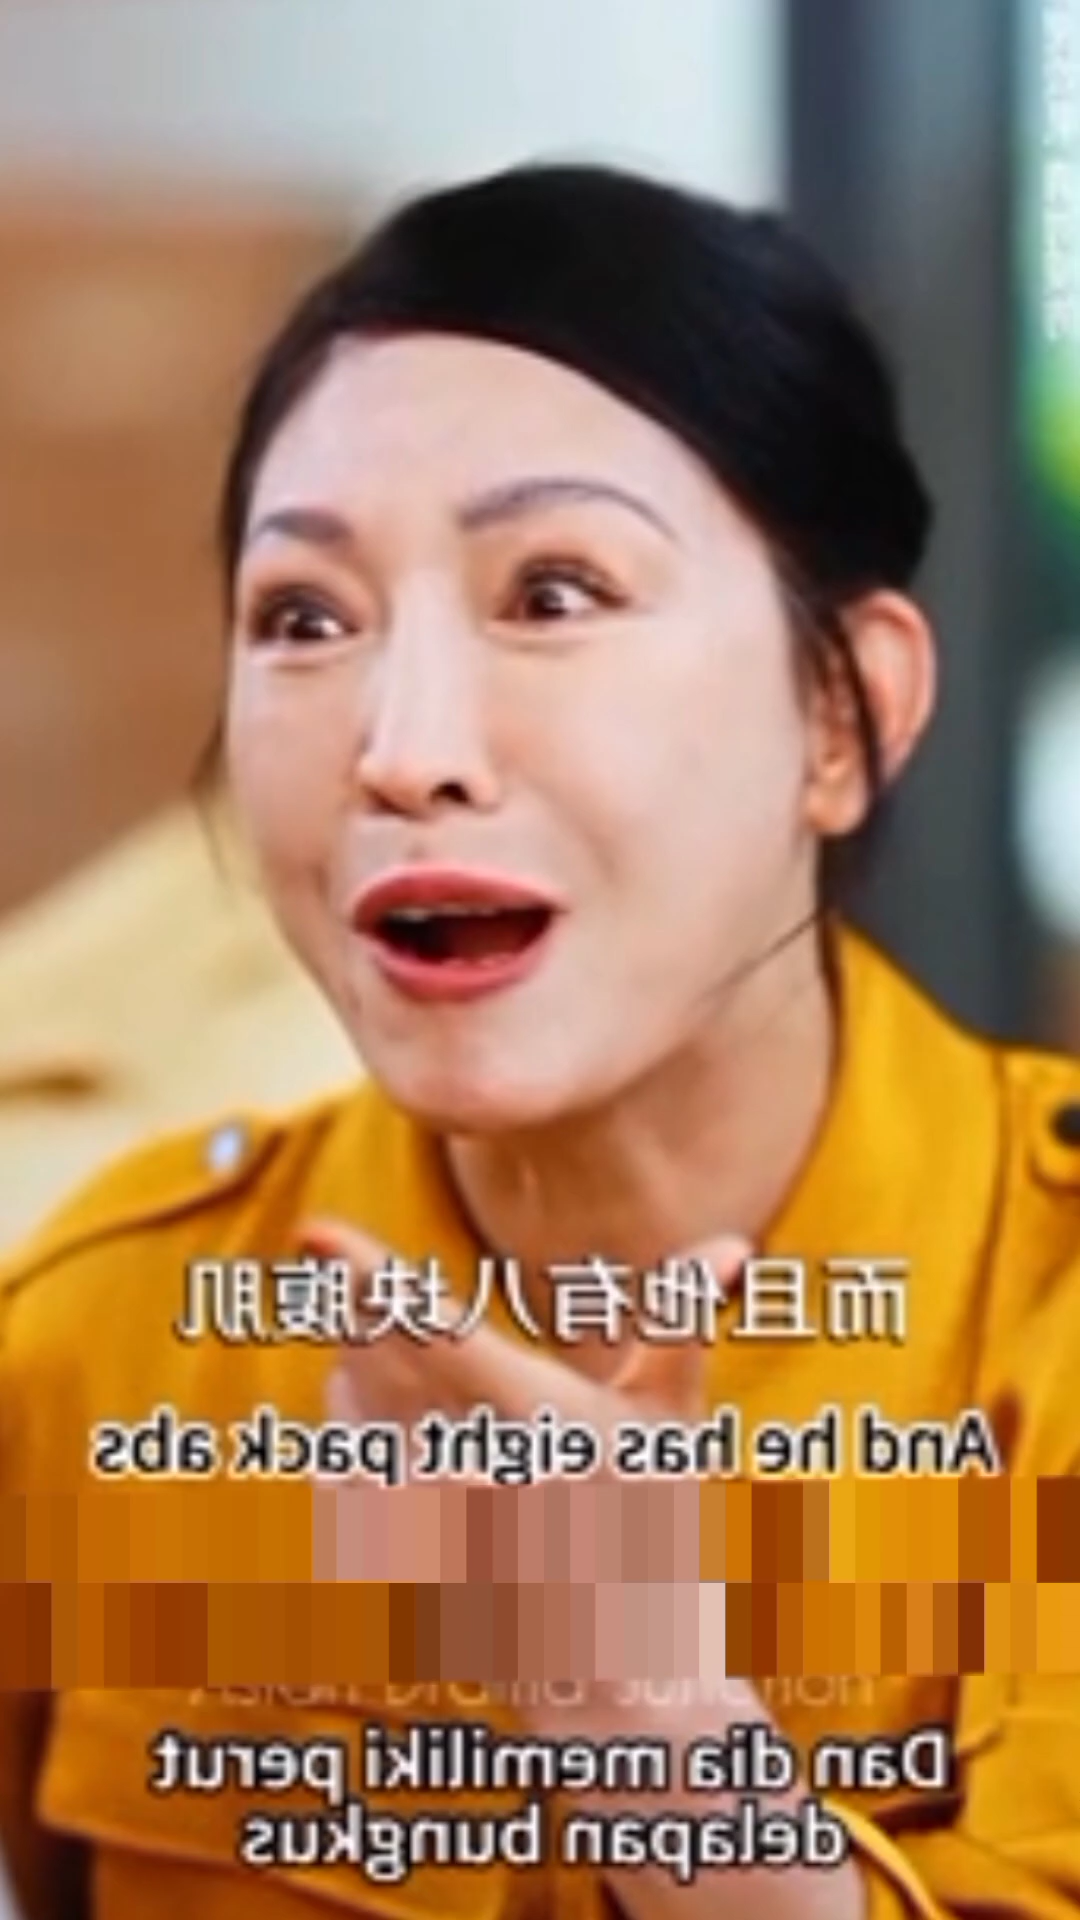 而且他有八块腹肌
And he has eight pack abs
Dan dia memiliki perut
delapan bungkus